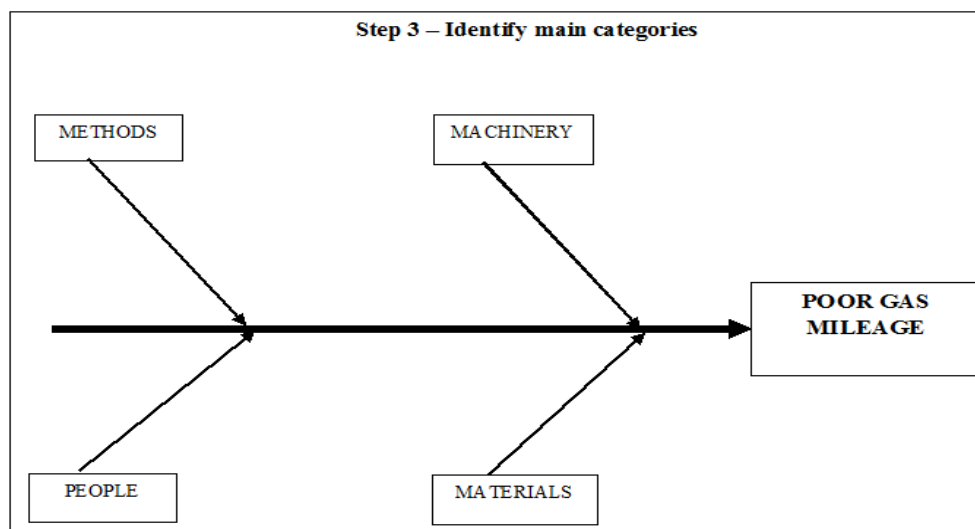 Step 3 – Identify main categories
METHODS
MACHINERY
POOR GAS
MILEAGE
PEOPLE
MATERIALS